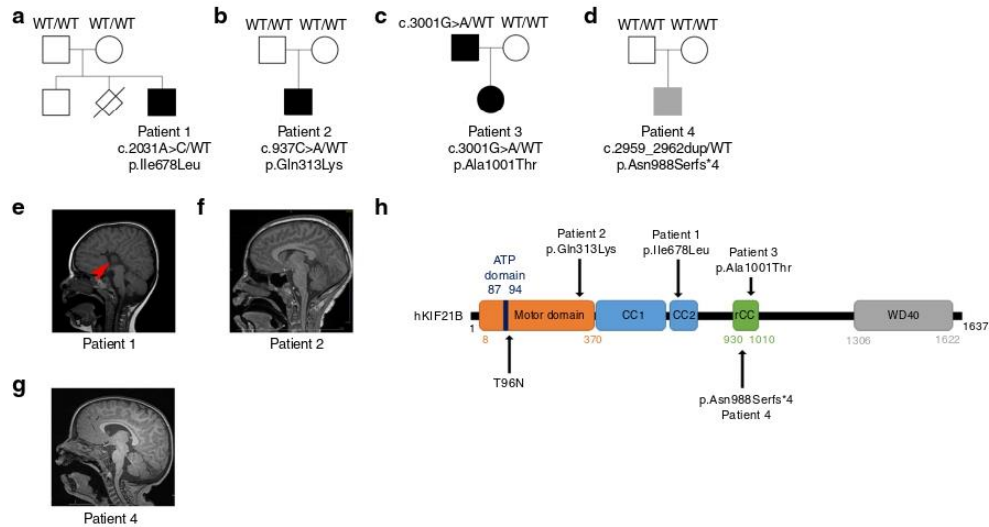 a
WT/WT WT/WT
Patient 1
c.2031A>C/WT
p.Ile678Leu
b
WT/WT WT/WT
Patient 2
c.937C>A/WT
p.Gln313Lys
c
c.3001G>A/WT WT/WT
Patient 3
c.3001G>A/WT
p.Ala1001Thr
d
WT/WT WT/WT
Patient 4
c.2959_2962dup/WT
p.Asn988Serfs*4
e
Patient 1
f
Patient 2
g
Patient 4
h
Patient 2
p.Gln313Lys
Patient 1
p.Ile678Leu
Patient 3
p.Ala1001Thr
ATP
domain
87 94
hKIF21B
Motor domain
CC1
CC2
rCC
WD40
1
8
370
930 1010
1306
1622
1637
T96N
p.Asn988Serfs*4
Patient 4